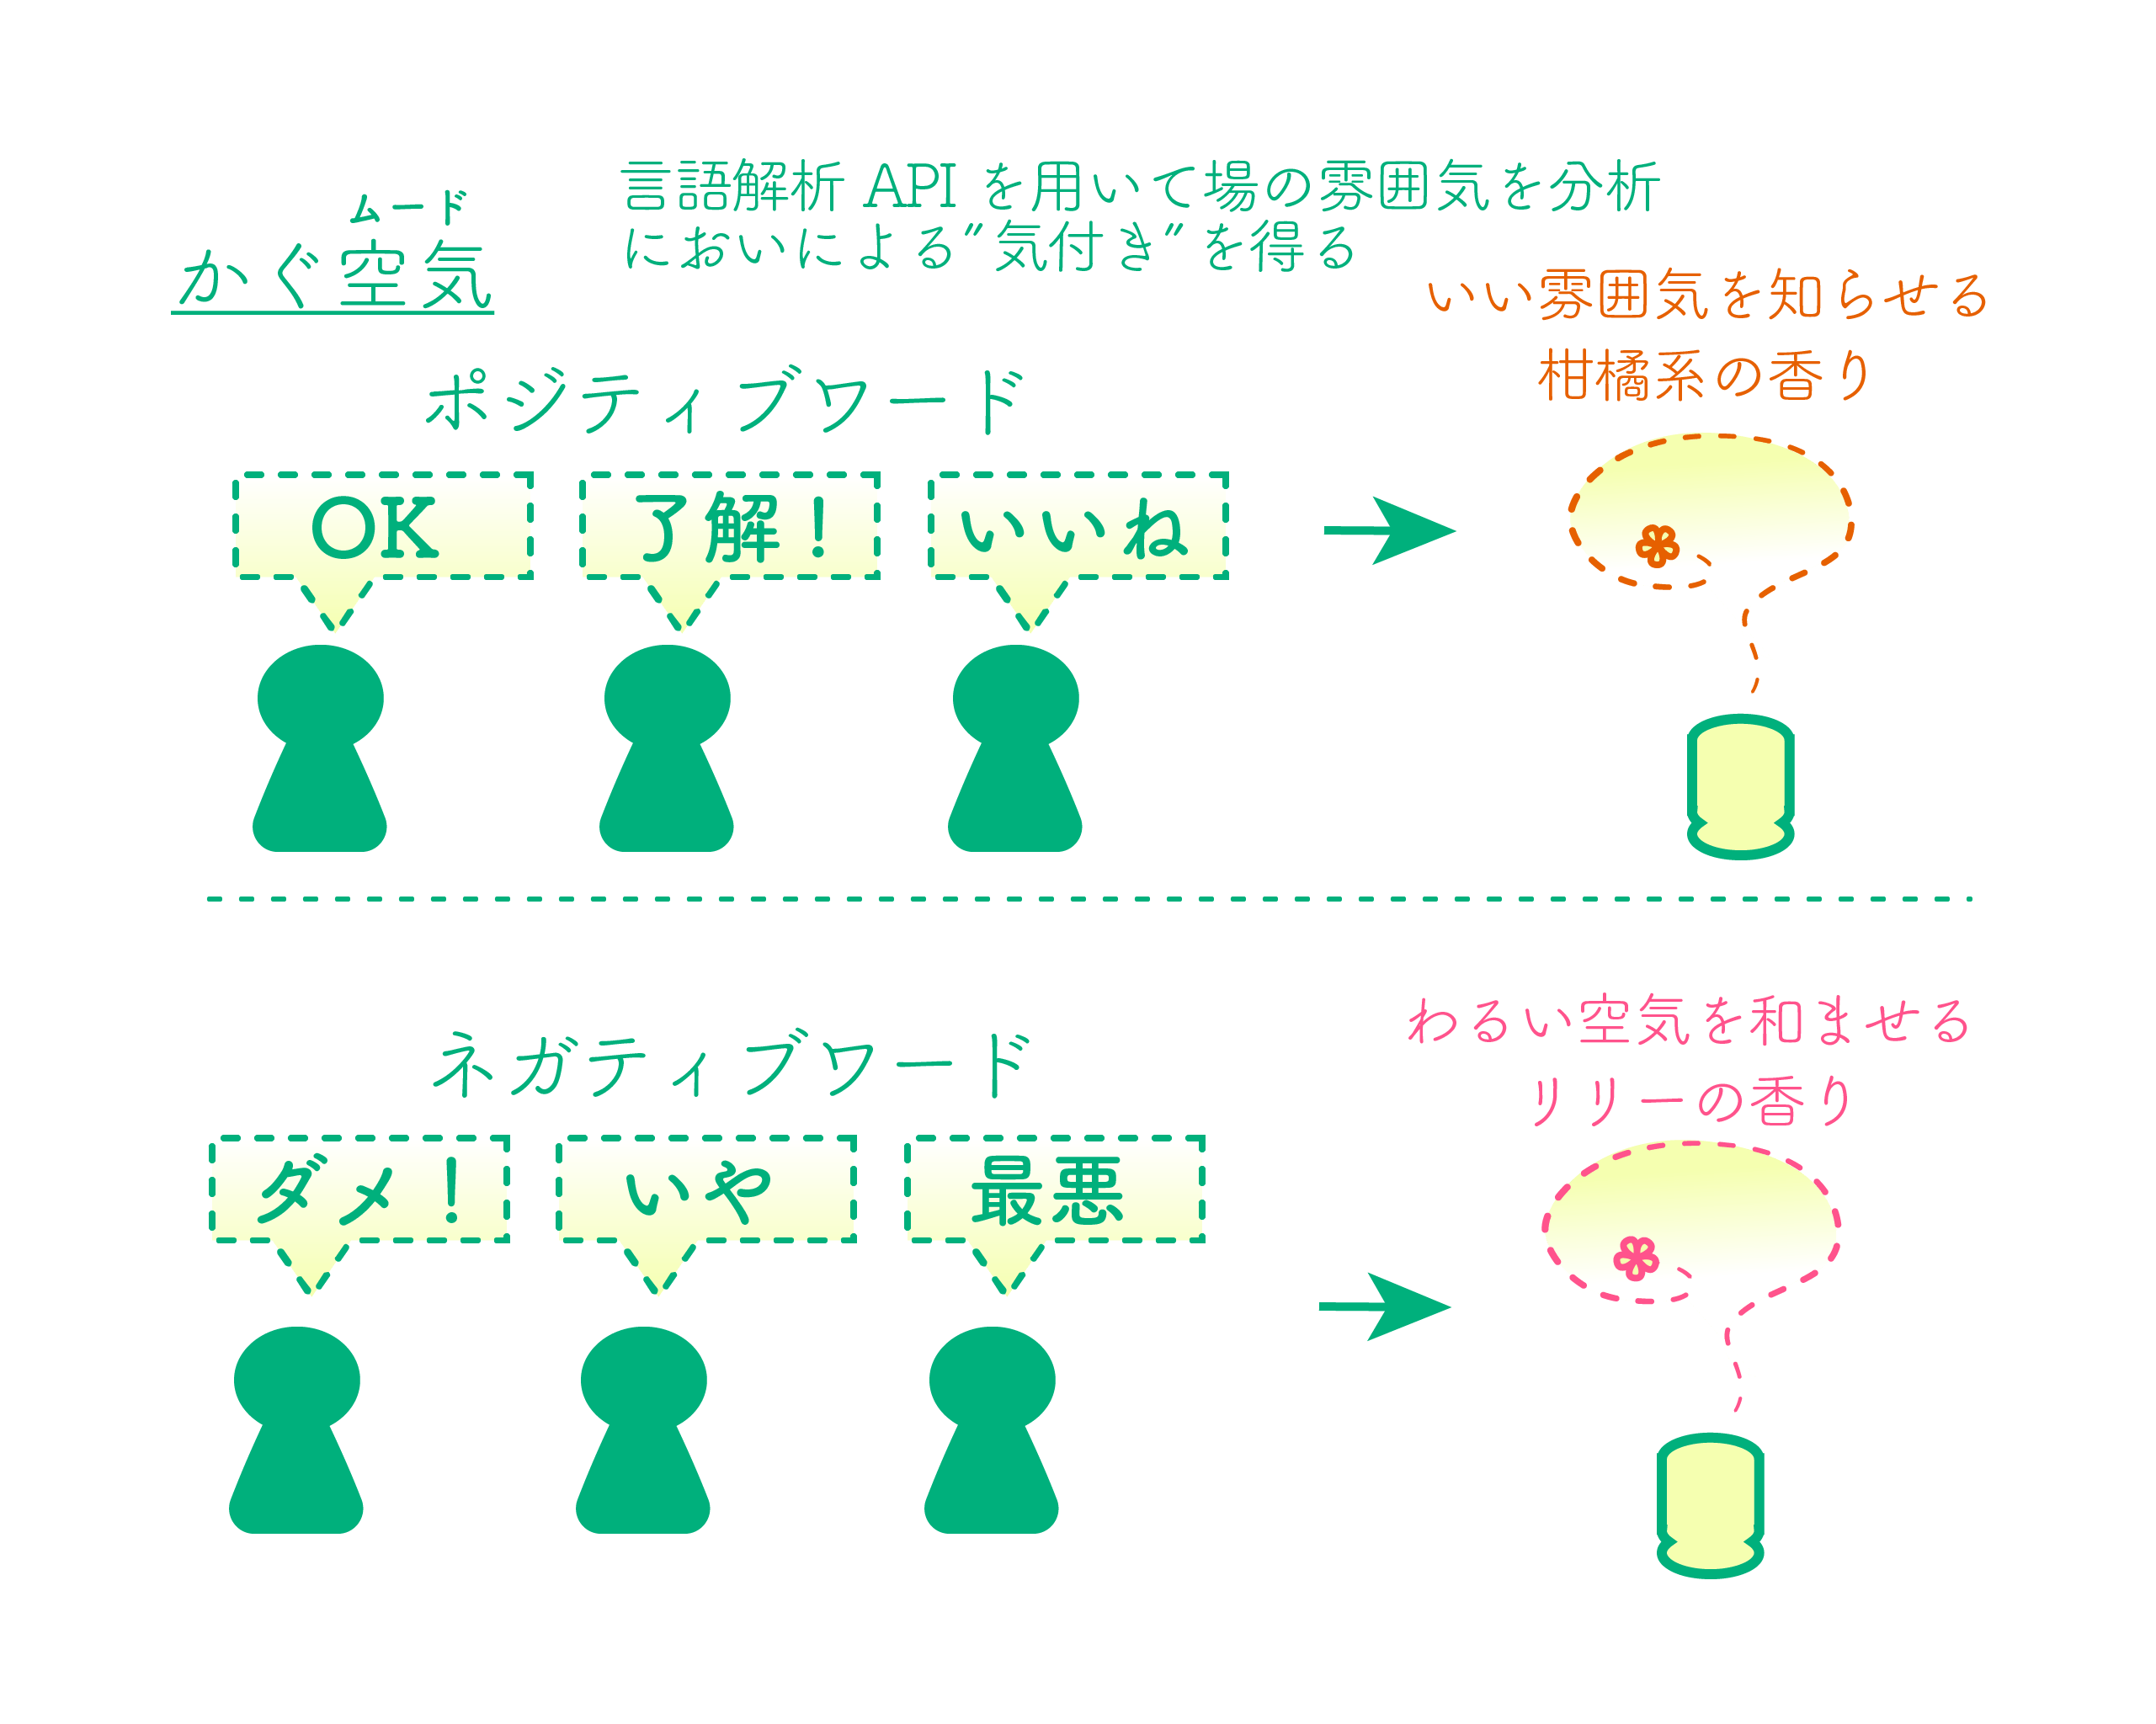 ムード
かぐ空気
言語解析 API を用いて場の雰囲気を分析
においによる"気付き"を得る
いい雰囲気を知らせる
柑橘系の香り
ポジティブワード
OK
了解！
いいね
わるい空気を和ませる
リリーの香り
ネガティブワード
ダメ！
いや
最悪